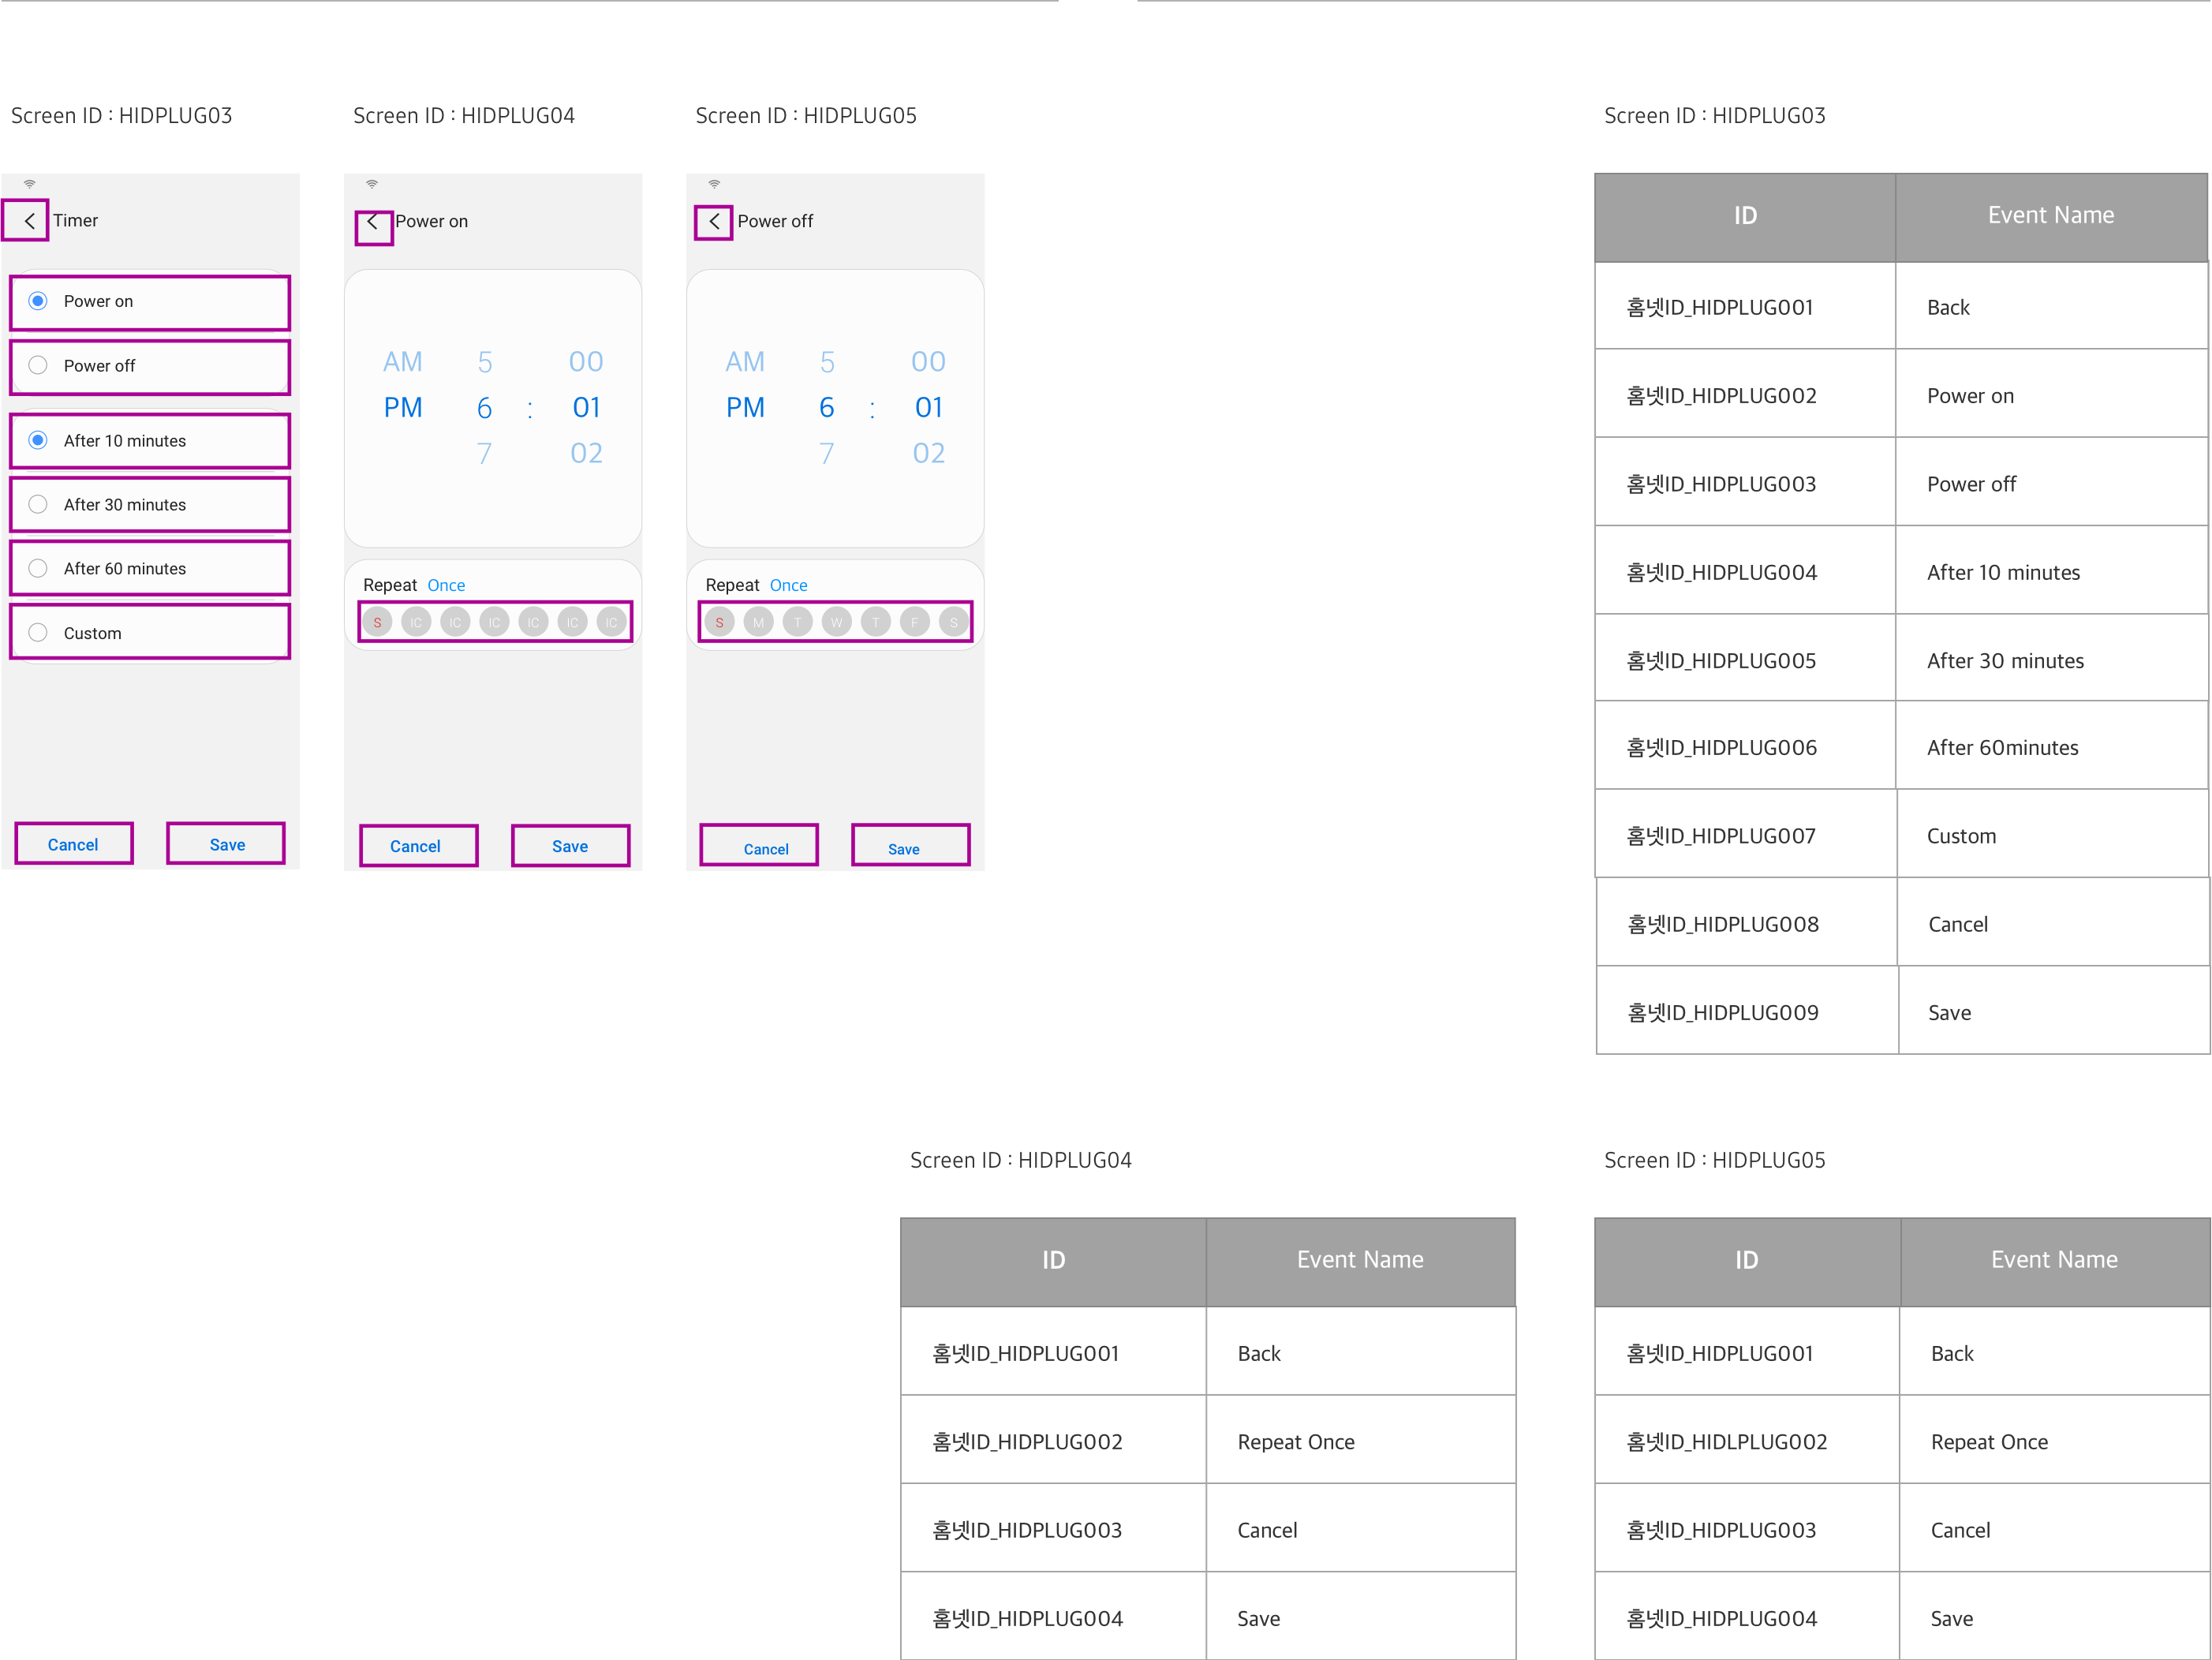 Screen ID : HIDPLUG03
Timer
Power on
Power off
After 10 minutes
After 30 minutes
After 60 minutes
Custom
Cancel Save
Screen ID : HIDPLUG04
Power on
AM 5 00
PM 6 : 01
7 02
Repeat Once
S IC IC IC IC IC IC
Cancel Save
Screen ID : HIDPLUG05
Power off
AM 5 00
PM 6 : 01
7 02
Repeat Once
S M T W T F S
Cancel Save
Screen ID : HIDPLUG03
ID Event Name
홈넷ID_HIDPLUG001 Back
홈넷ID_HIDPLUG002 Power on
홈넷ID_HIDPLUG003 Power off
홈넷ID_HIDPLUG004 After 10 minutes
홈넷ID_HIDPLUG005 After 30 minutes
홈넷ID_HIDPLUG006 After 60minutes
홈넷ID_HIDPLUG007 Custom
홈넷ID_HIDPLUG008 Cancel
홈넷ID_HIDPLUG009 Save
Screen ID : HIDPLUG04
ID Event Name
홈넷ID_HIDPLUG001 Back
홈넷ID_HIDPLUG002 Repeat Once
홈넷ID_HIDPLUG003 Cancel
홈넷ID_HIDPLUG004 Save
Screen ID : HIDPLUG05
ID Event Name
홈넷ID_HIDPLUG001 Back
홈넷ID_HIDLPLUG002 Repeat Once
홈넷ID_HIDPLUG003 Cancel
홈넷ID_HIDPLUG004 Save